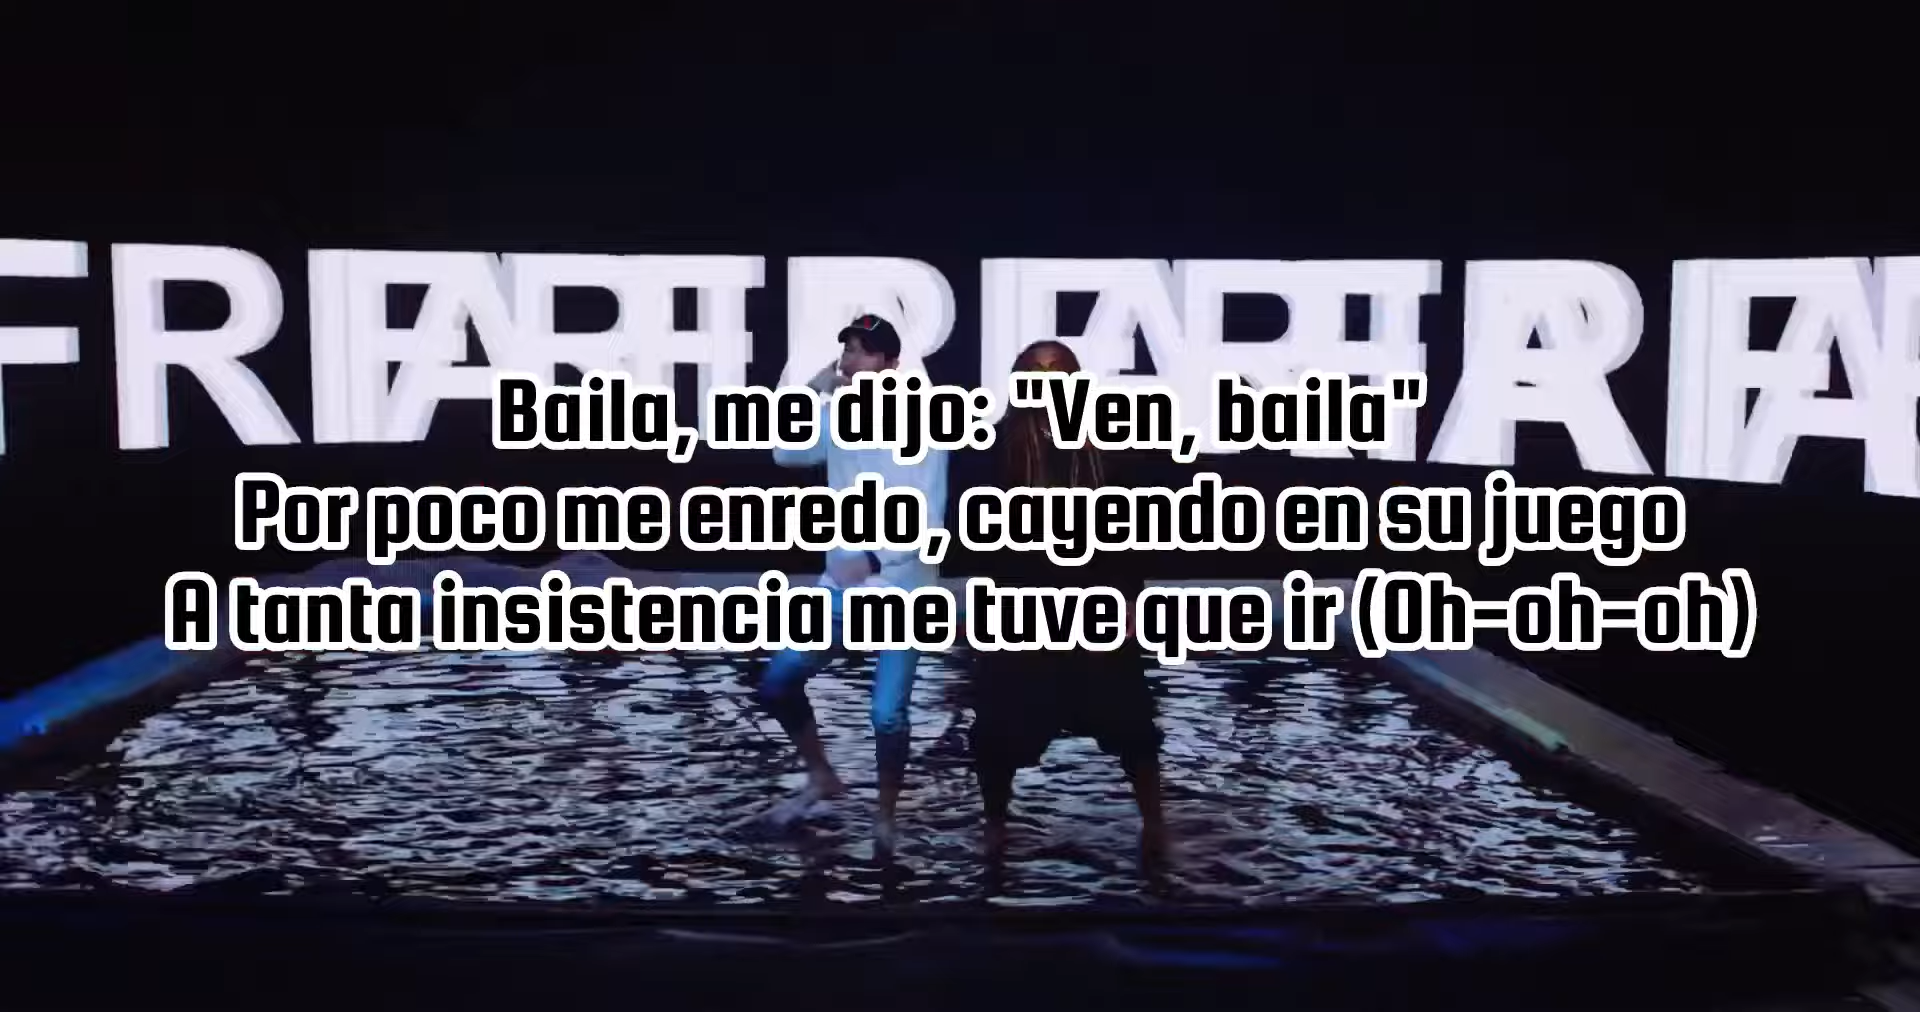 Baila, me dijo: "Ven, baila"
Por poco me enredo, cayendo en su juego
A tanta insistencia me tuve que ir (Oh-oh-oh)